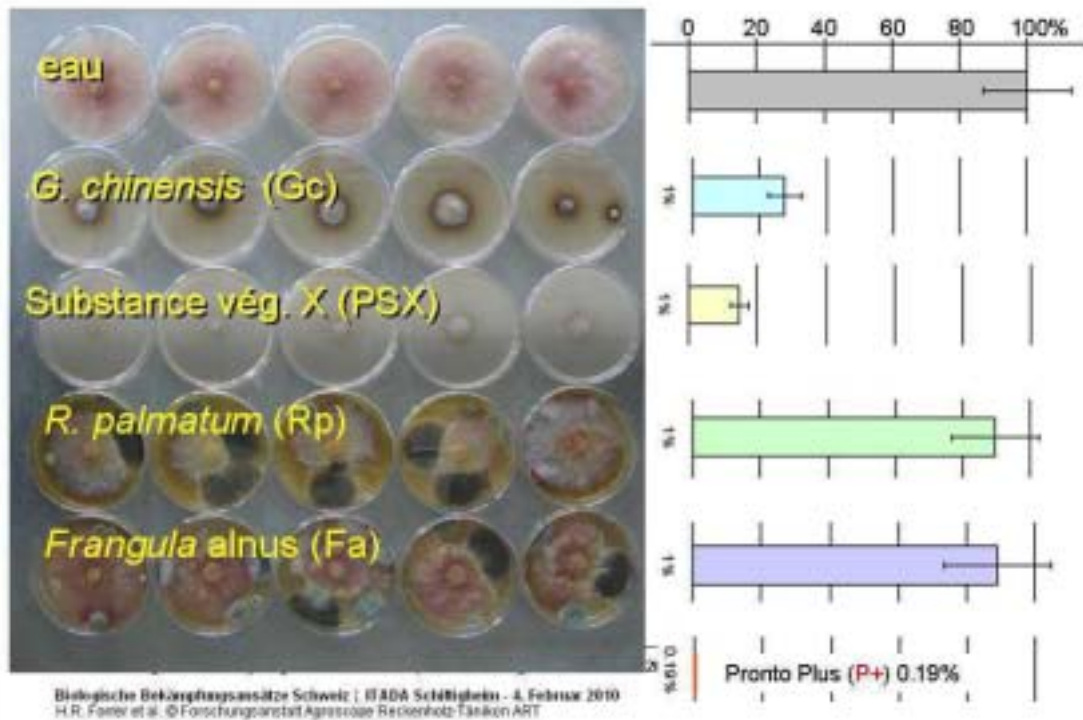 eau
G. chinensis (Gc)
Substance vég. X (PSX)
R. palmatum (Rp)
Frangula alnus (Fa)
0 20 40 60 80 100%
1%
1%
1%
1%
0.19%
Pronto Plus (P+) 0.19%
Biologische Bekämpfungsansätze Schweiz | ITADA Schiltigheim - 4. Februar 2010
H.R. Forrer et al. © Forschungsanstalt Agroscope Reckenholz-Tänikon ART